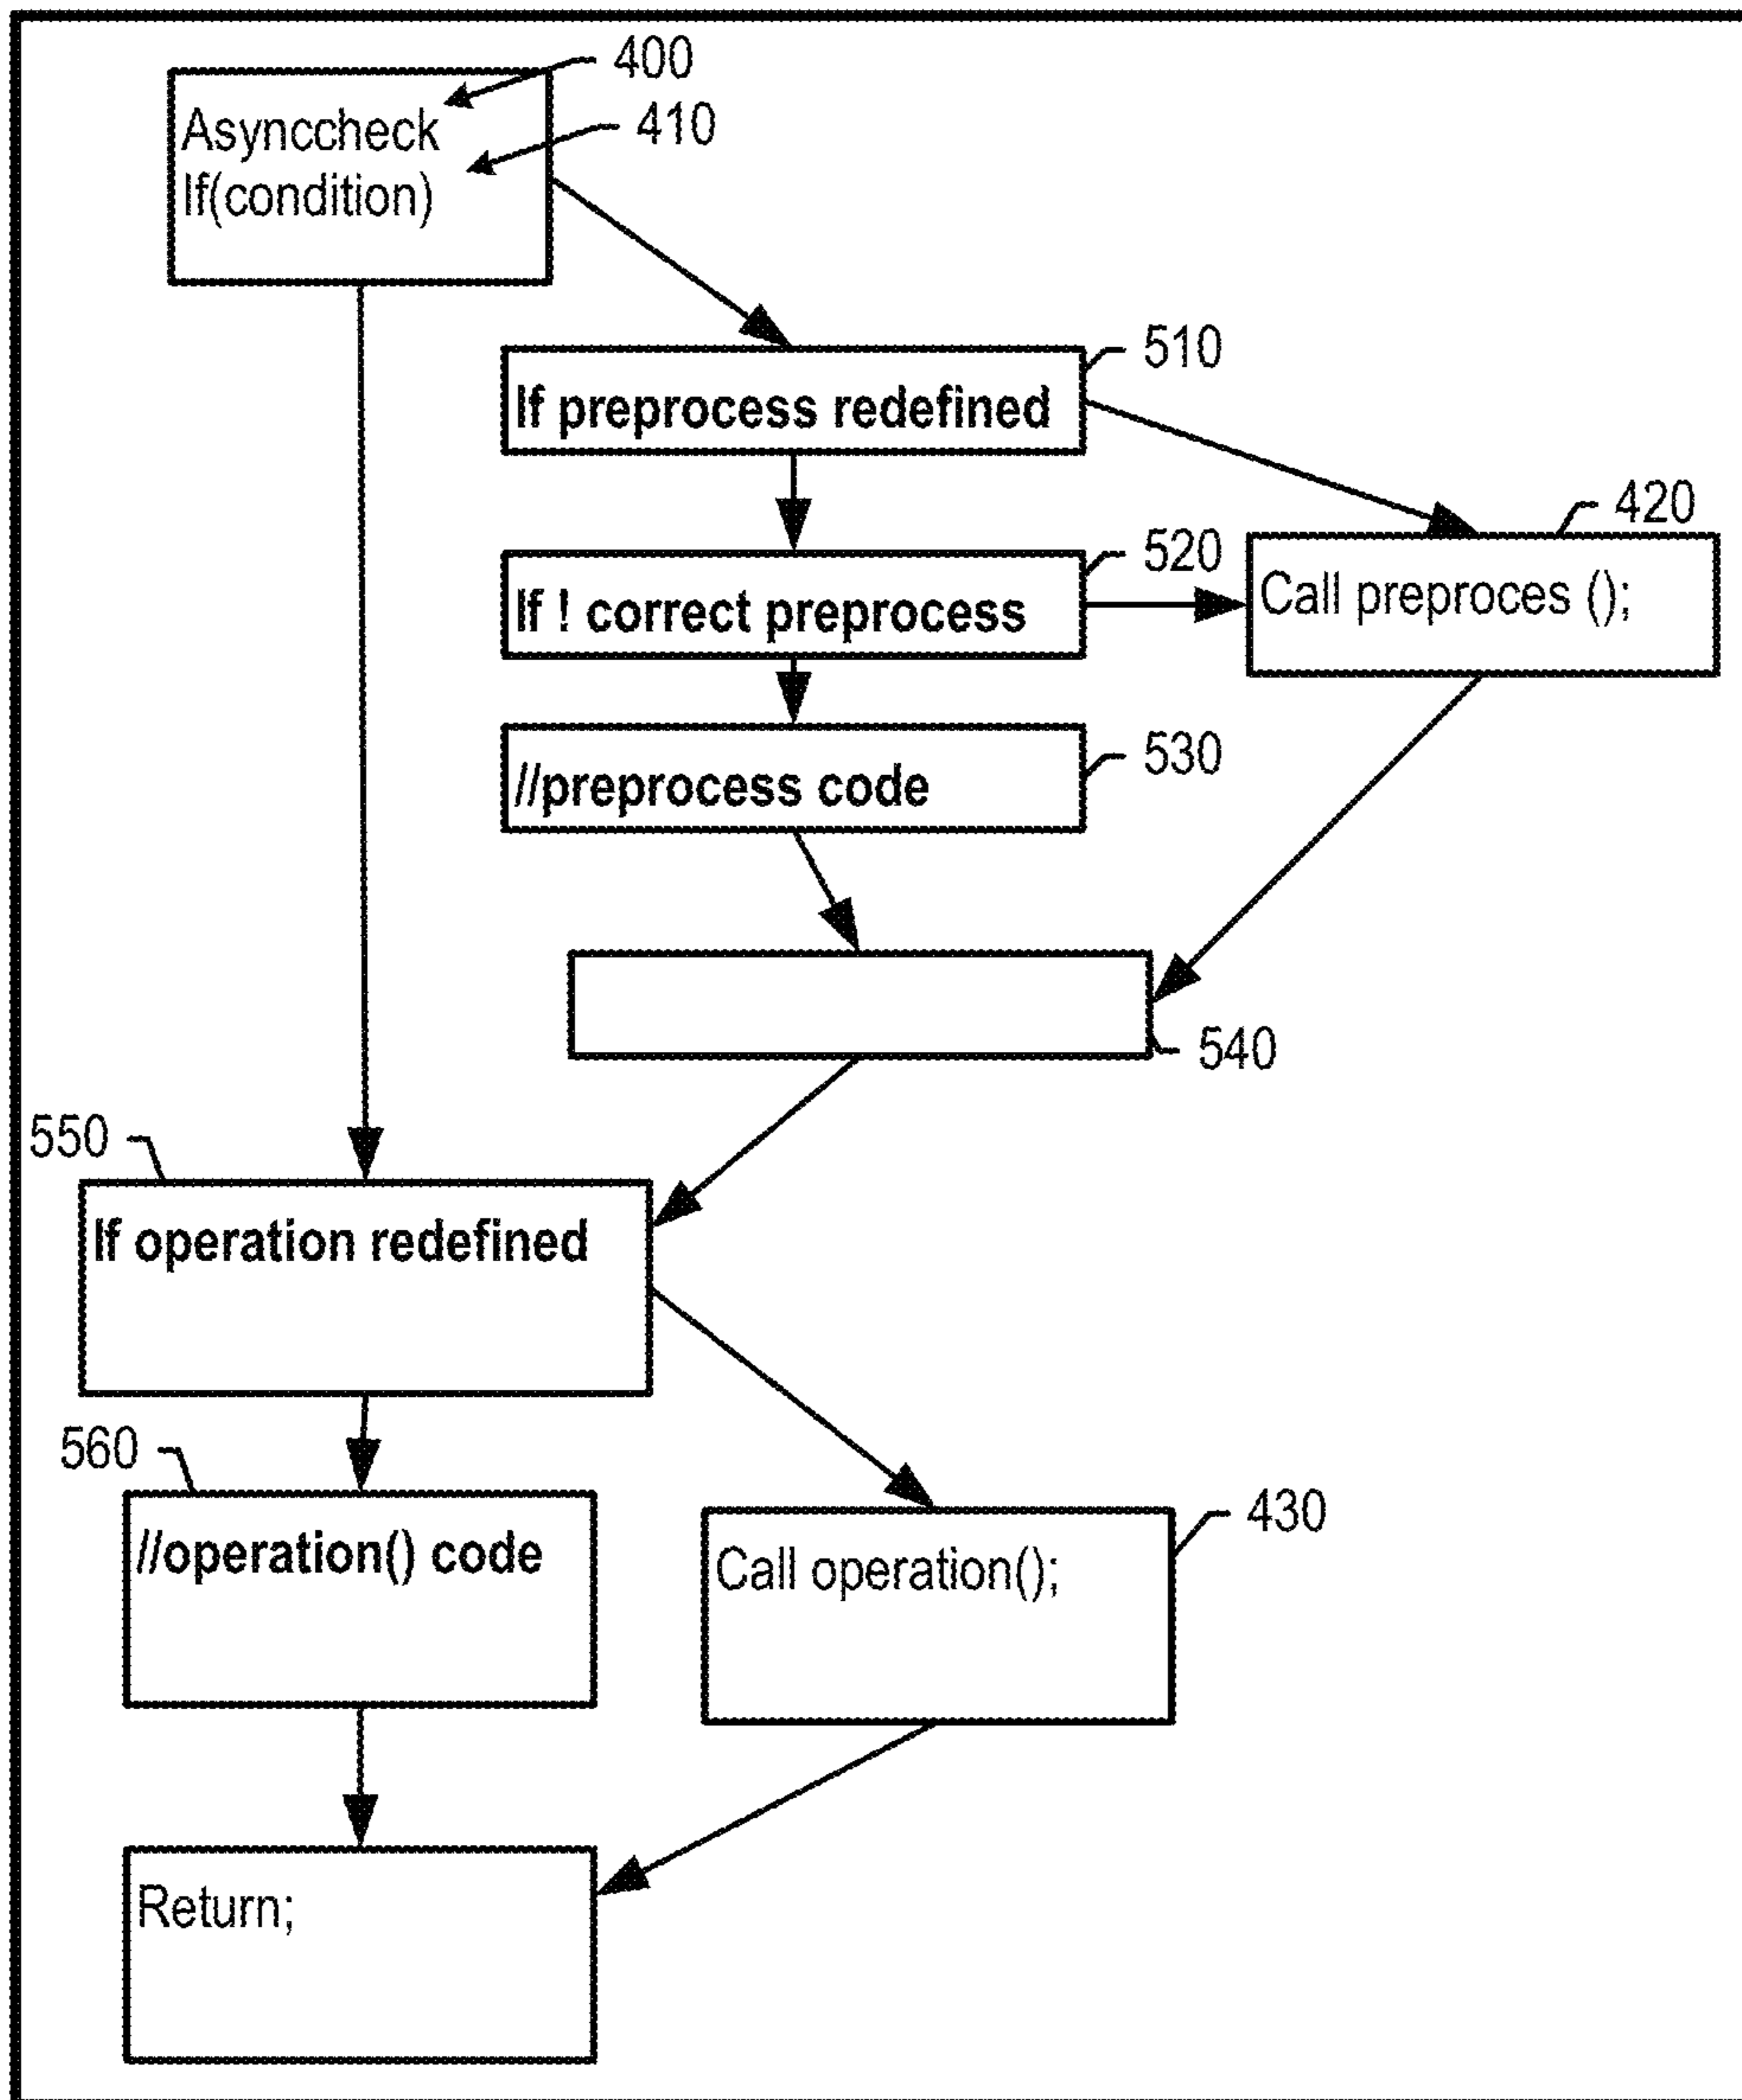 400
Asynccheck
410
If(condition)
510
If preprocess redefined
420
520
Call preproces ();
If ! correct preprocess
530
//preprocess code
540
550
If operation redefined
560
430
//operation() code
Call operation();
Return;